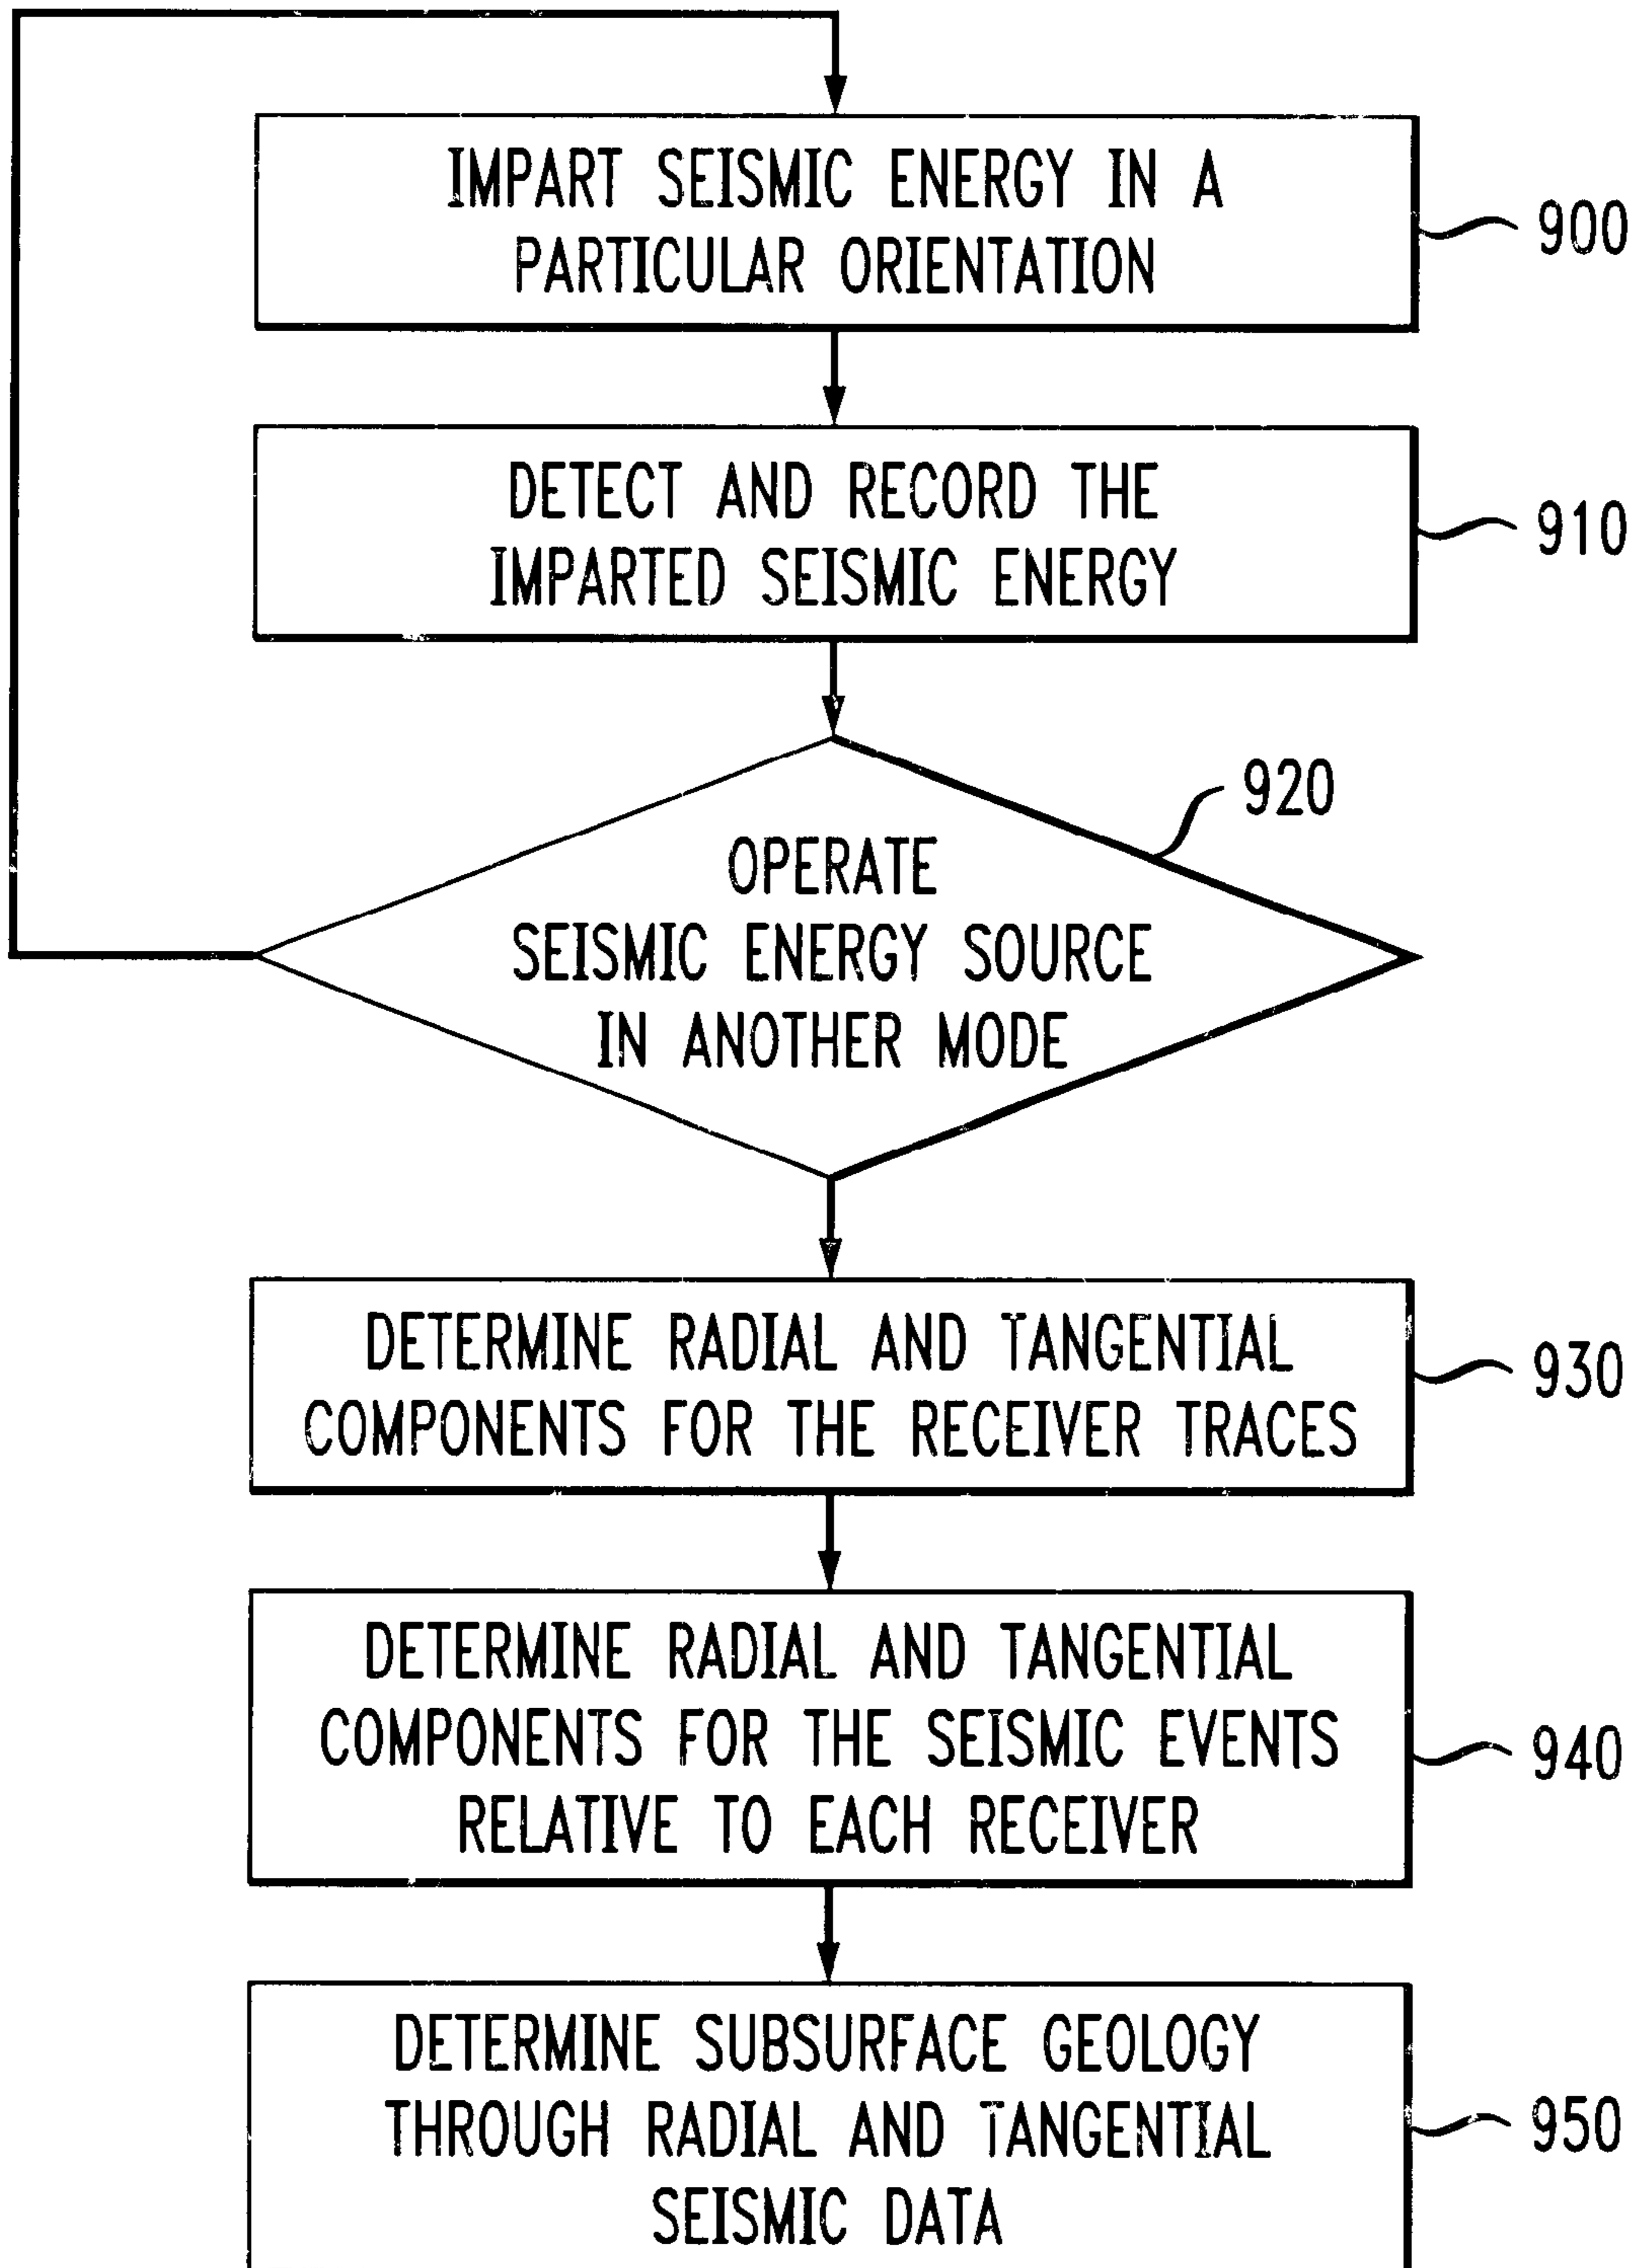 IMPART SEISMIC ENERGY IN A
PARTICULAR ORIENTATION
900
DETECT AND RECORD THE
IMPARTED SEISMIC ENERGY
910
920
OPERATE
SEISMIC ENERGY SOURCE
IN ANOTHER MODE
DETERMINE RADIAL AND TANGENTIAL
COMPONENTS FOR THE RECEIVER TRACES
930
DETERMINE RADIAL AND TANGENTIAL
COMPONENTS FOR THE SEISMIC EVENTS
RELATIVE TO EACH RECEIVER
940
DETERMINE SUBSURFACE GEOLOGY
THROUGH RADIAL AND TANGENTIAL
SEISMIC DATA
950